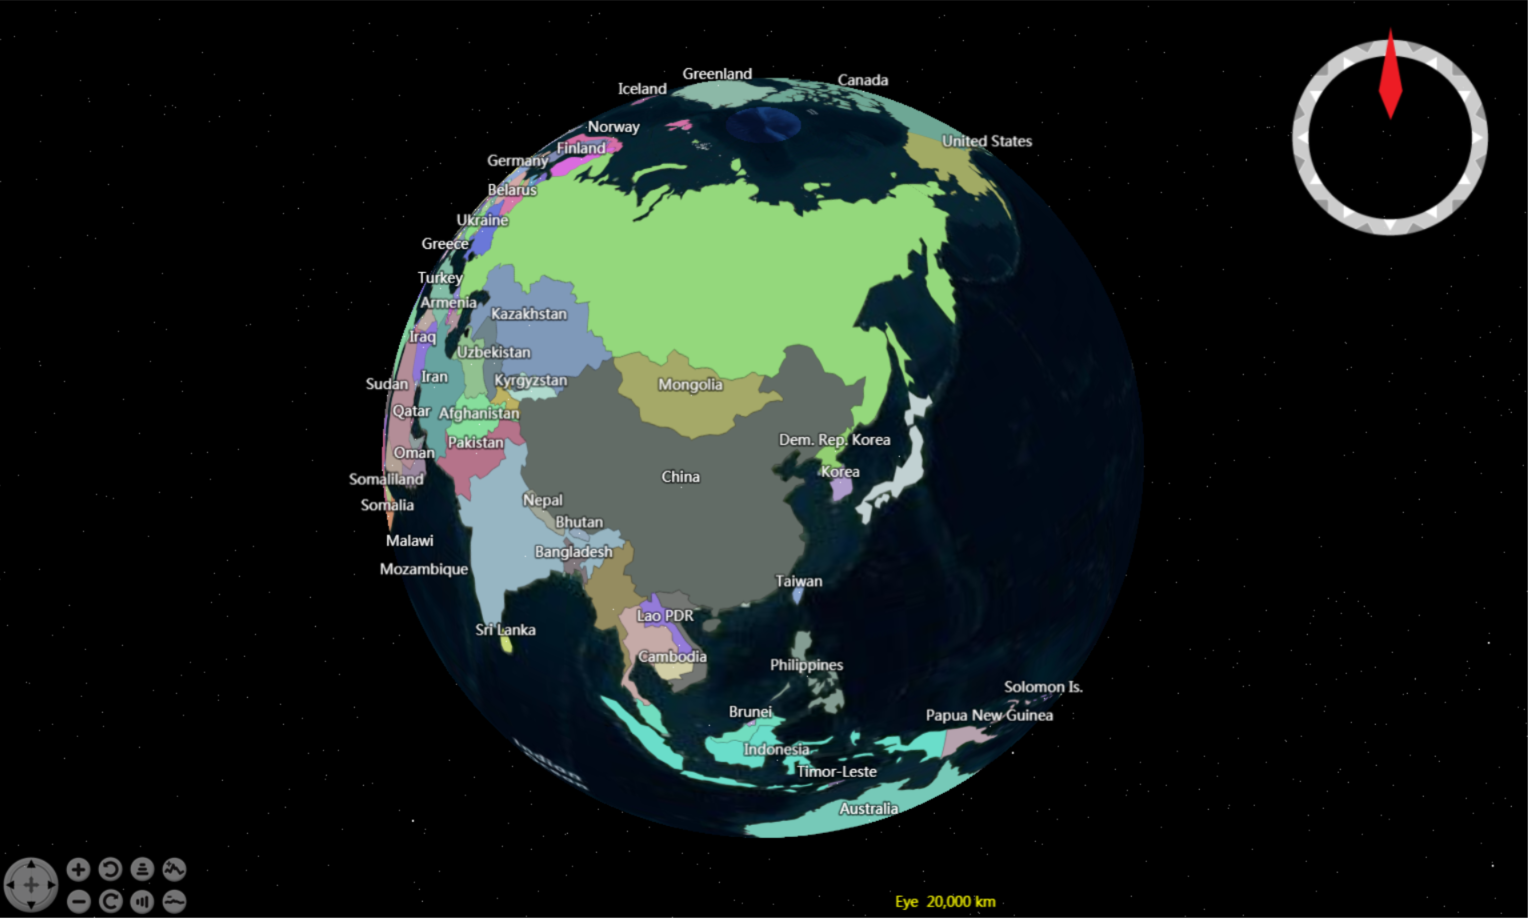 Greenland
Canada
Iceland
Norway
United States
Finland
Germany
Belarus
Ukraine
Greece
Turkey
Armenia
Kazakhstan
Iraq
Uzbekistan
Iran
Kyrgyzstan
Sudan
Mongolia
Qatar
Afghanistan
Pakistan
Dem. Rep. Korea
Oman
Korea
China
Somaliland
Nepal
Somalia
Bhutan
Malawi
Bangladesh
Mozambique
Taiwan
Lao PDR
Sri Lanka
Cambodia
Philippines
Solomon Is.
Brunei
Papua New Guinea
Indonesia
Indian
Timor-Leste
Australia
Eye 20,000 km